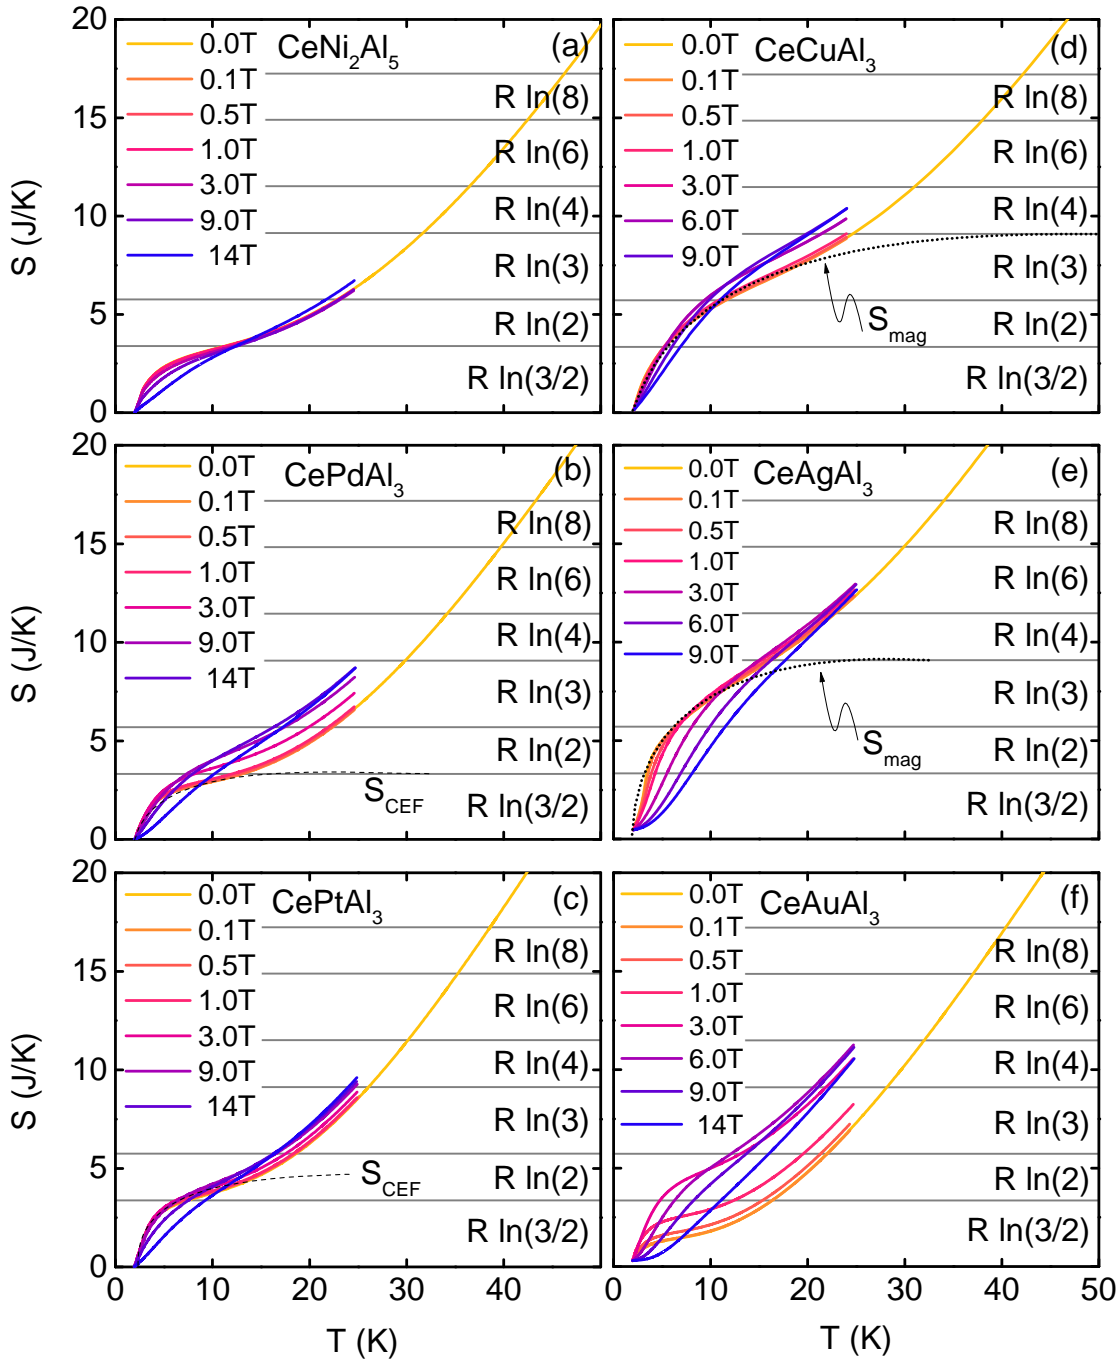 S (J/K)
20
15
10
5
0
CeNi2Al5
(a)
0.0T
0.1T
0.5T
1.0T
3.0T
9.0T
14T
R ln(8)
R ln(6)
R ln(4)
R ln(3)
R ln(2)
R ln(3/2)
CeCuAl3
(d)
0.0T
0.1T
0.5T
1.0T
3.0T
6.0T
9.0T
R ln(8)
R ln(6)
R ln(4)
R ln(3)
R ln(2)
R ln(3/2)
Smag
S (J/K)
20
15
10
5
0
CePdAl3
(b)
0.0T
0.1T
0.5T
1.0T
3.0T
9.0T
14T
R ln(8)
R ln(6)
R ln(4)
R ln(3)
R ln(2)
R ln(3/2)
SCEF
CeAgAl3
(e)
0.0T
0.1T
0.5T
1.0T
3.0T
6.0T
9.0T
R ln(8)
R ln(6)
R ln(4)
R ln(3)
R ln(2)
R ln(3/2)
Smag
S (J/K)
20
15
10
5
0
CePtAl3
(c)
0.0T
0.1T
0.5T
1.0T
3.0T
9.0T
14T
R ln(8)
R ln(6)
R ln(4)
R ln(3)
R ln(2)
R ln(3/2)
SCEF
0 10 20 30 40
T (K)
CeAuAl3
(f)
0.0T
0.1T
0.5T
1.0T
3.0T
6.0T
9.0T
14T
R ln(8)
R ln(6)
R ln(4)
R ln(3)
R ln(2)
R ln(3/2)
0 10 20 30 40 50
T (K)